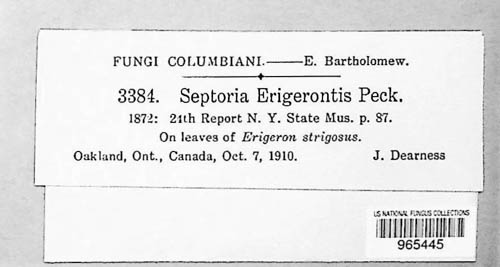 FUNGI COLUMBIANI.——E. Bartholomew.
3384. Septoria Erigerontis Peck.
1872: 24th Report N. Y. State Mus. p. 87.
On leaves of Erigeron strigosus.
Oakland, Ont., Canada, Oct. 7, 1910. J. Dearness
US NATIONAL FUNGUS COLLECTIONS
965445